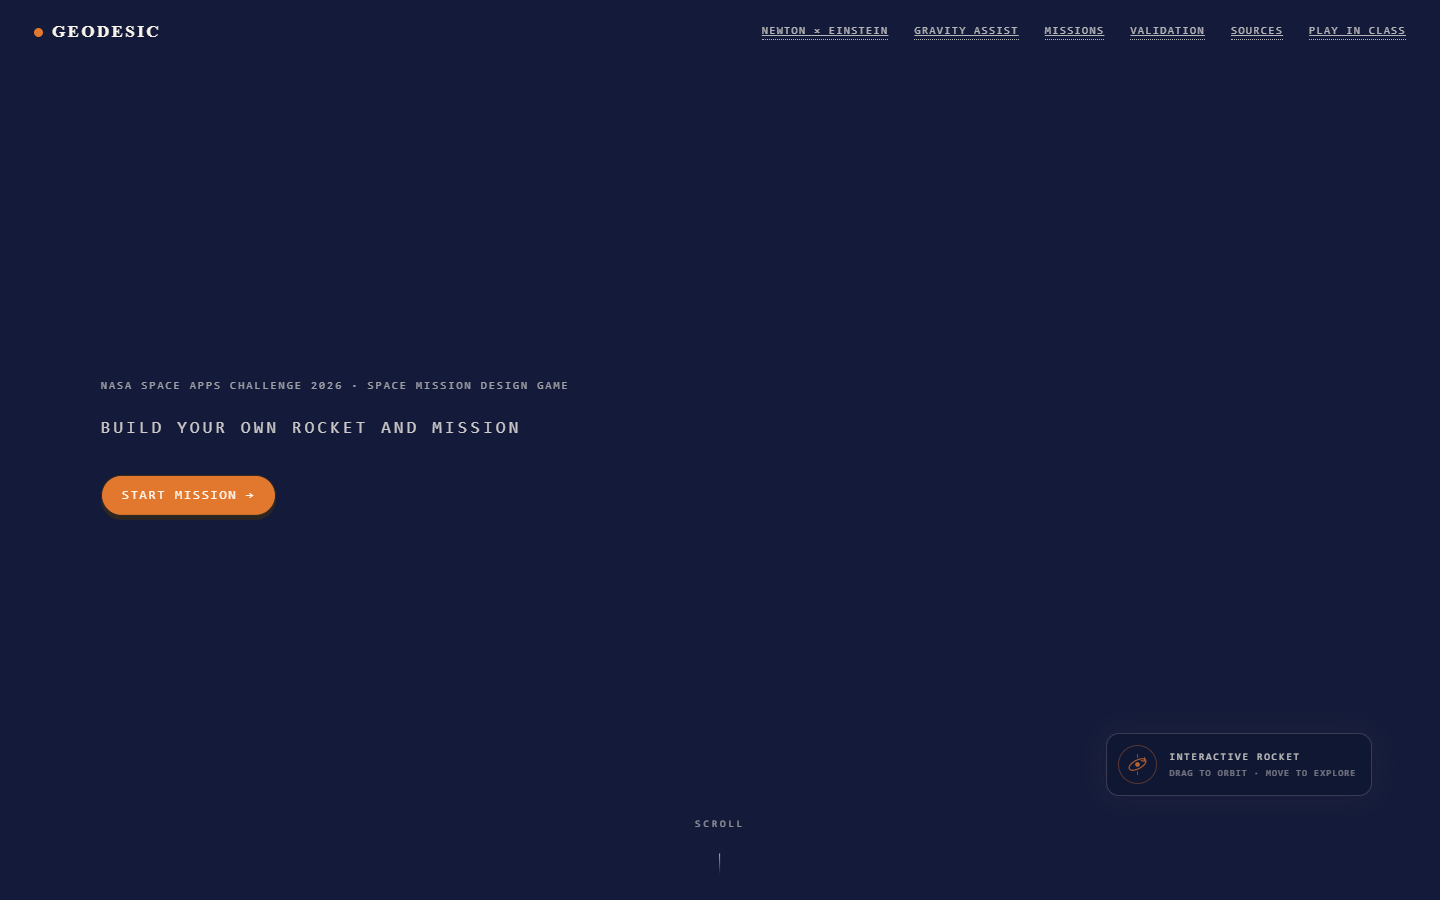 GEODESIC
NEWTON × EINSTEIN
GRAVITY ASSIST
MISSIONS
VALIDATION
SOURCES
PLAY IN CLASS
NASA SPACE APPS CHALLENGE 2026 · SPACE MISSION DESIGN GAME
BUILD YOUR OWN ROCKET AND MISSION
START MISSION →
INTERACTIVE ROCKET
DRAG TO ORBIT · MOVE TO EXPLORE
SCROLL